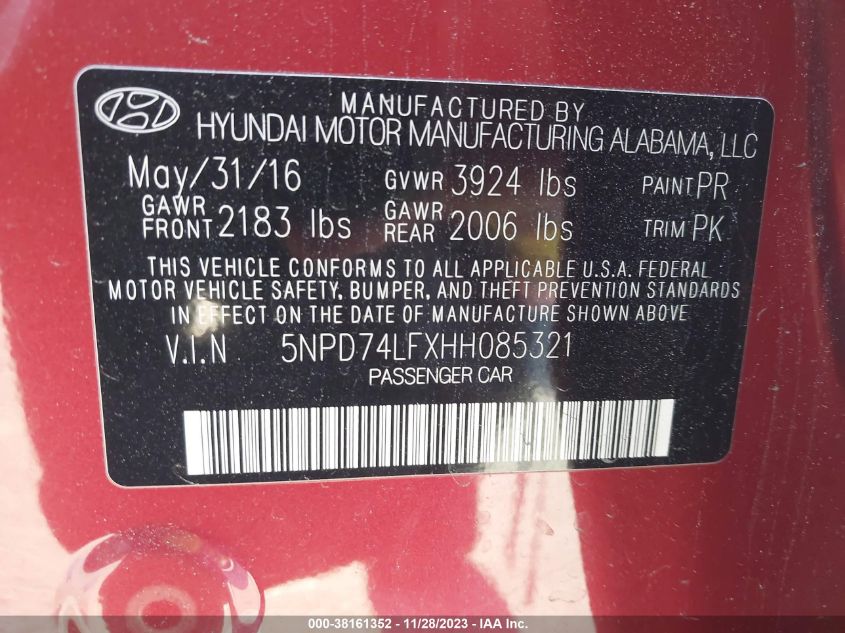 MANUFACTURED BY
HYUNDAI MOTOR MANUFACTURING ALABAMA, LLC
May/31/16 GVWR 3924 lbs PAINT PR
GAWR FRONT 2183 lbs GAWR REAR 2006 lbs TRIM PK
THIS VEHICLE CONFORMS TO ALL APPLICABLE U.S.A. FEDERAL
MOTOR VEHICLE SAFETY, BUMPER, AND THEFT PREVENTION STANDARDS
IN EFFECT ON THE DATE OF MANUFACTURE SHOWN ABOVE.
V.I.N 5NPD74LFXHH085321
PASSENGER CAR
000-38161352 - 11/28/2023 - IAA Inc.